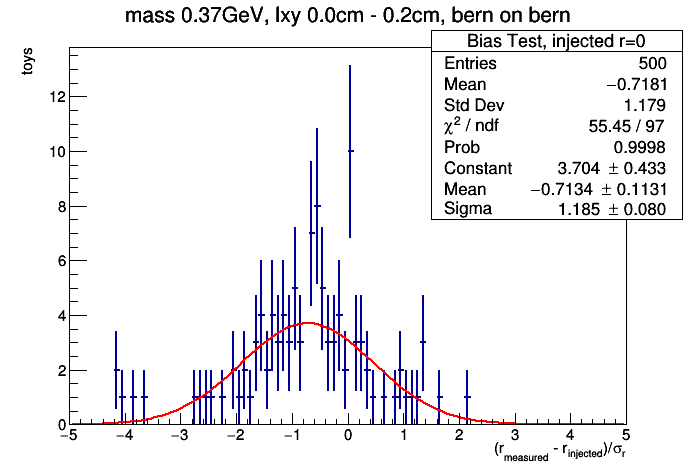 mass 0.37GeV, lxy 0.0cm - 0.2cm, bern on bern
Bias Test, injected r=0
Entries 500
Mean −0.7181
Std Dev 1.179
χ² / ndf 55.45 / 97
Prob 0.9998
Constant 3.704 ± 0.433
Mean −0.7134 ± 0.1131
Sigma 1.185 ± 0.080
toys
12
10
8
6
4
2
0
−5 −4 −3 −2 −1 0 1 2 3 4 5
(r_measured - r_injected)/σ_r